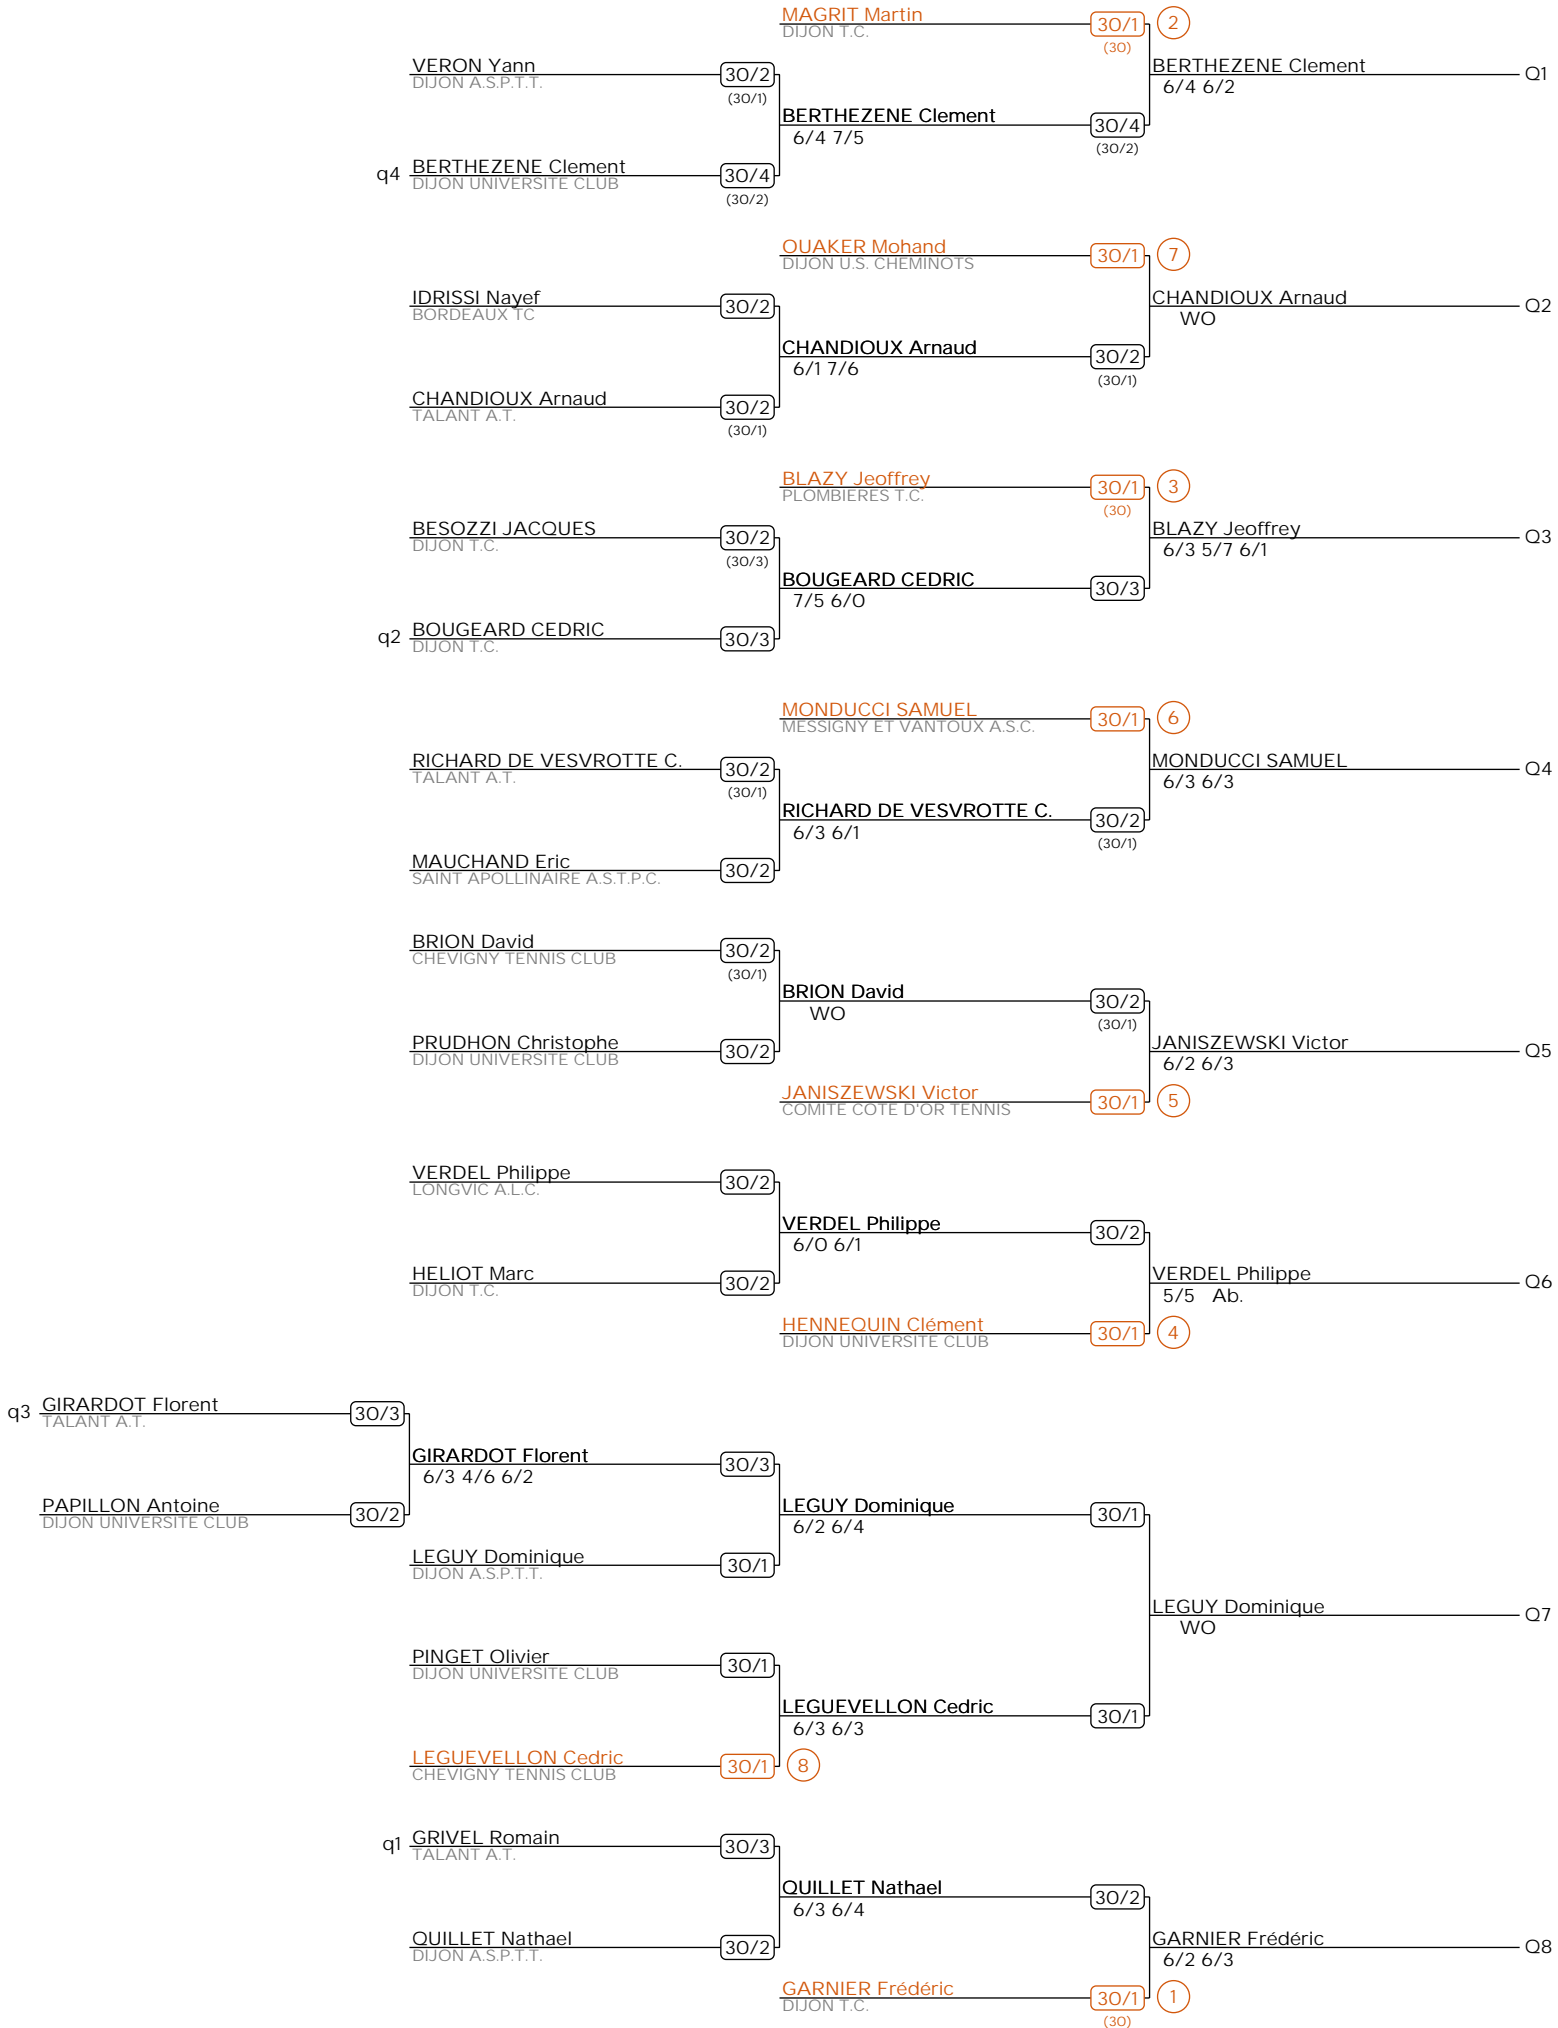 MAGRIT Martin 30/1 2
DIJON T.C. (30)
VERON Yann 30/2 BERTHEZENE Clement Q1
DIJON A.S.P.T.T. (30/1) 6/4 6/2
BERTHEZENE Clement 30/4
6/4 7/5 (30/2)
q4 BERTHEZENE Clement 30/4
DIJON UNIVERSITE CLUB (30/2)
OUAKER Mohand 30/1 7
DIJON U.S. CHEMINOTS
IDRISSI Nayef 30/2 CHANDIOUX Arnaud Q2
BORDEAUX TC WO
CHANDIOUX Arnaud 30/2
6/1 7/6 (30/1)
CHANDIOUX Arnaud 30/2
TALANT A.T. (30/1)
BLAZY Jeoffrey 30/1 3
PLOMBIERES T.C. (30)
BESOZZI JACQUES 30/2 BLAZY Jeoffrey Q3
DIJON T.C. (30/3) 6/3 5/7 6/1
BOUGEARD CEDRIC 30/3
7/5 6/0
q2 BOUGEARD CEDRIC 30/3
DIJON T.C.
MONDUCCI SAMUEL 30/1 6
MESSIGNY ET VANTOUX A.S.C.
RICHARD DE VESVROTTE C. 30/2 MONDUCCI SAMUEL Q4
TALANT A.T. (30/1) 6/3 6/3
RICHARD DE VESVROTTE C. 30/2
6/3 6/1 (30/1)
MAUCHAND Eric 30/2
SAINT APOLLINAIRE A.S.T.P.C.
BRION David 30/2
CHEVIGNY TENNIS CLUB (30/1)
BRION David 30/2
WO (30/1)
PRUDHON Christophe 30/2 JANISZEWSKI Victor Q5
DIJON UNIVERSITE CLUB 6/2 6/3
JANISZEWSKI Victor 30/1 5
COMITE COTE D'OR TENNIS
VERDEL Philippe 30/2
LONGVIC A.L.C.
VERDEL Philippe 30/2
6/0 6/1
HELIOT Marc 30/2 VERDEL Philippe Q6
DIJON T.C. 5/5 Ab.
HENNEQUIN Clément 30/1 4
DIJON UNIVERSITE CLUB
q3 GIRARDOT Florent 30/3
TALANT A.T.
GIRARDOT Florent 30/3
6/3 4/6 6/2
PAPILLON Antoine 30/2 LEGUY Dominique 30/1
DIJON UNIVERSITE CLUB 6/2 6/4
LEGUY Dominique 30/1
DIJON A.S.P.T.T.
LEGUY Dominique Q7
WO
PINGET Olivier 30/1
DIJON UNIVERSITE CLUB
LEGUEVELLON Cedric 30/1
6/3 6/3
LEGUEVELLON Cedric 30/1 8
CHEVIGNY TENNIS CLUB
q1 GRIVEL Romain 30/3
TALANT A.T.
QUILLET Nathael 30/2
6/3 6/4
QUILLET Nathael 30/2 GARNIER Frédéric Q8
DIJON A.S.P.T.T. 6/2 6/3
GARNIER Frédéric 30/1 1
DIJON T.C. (30)